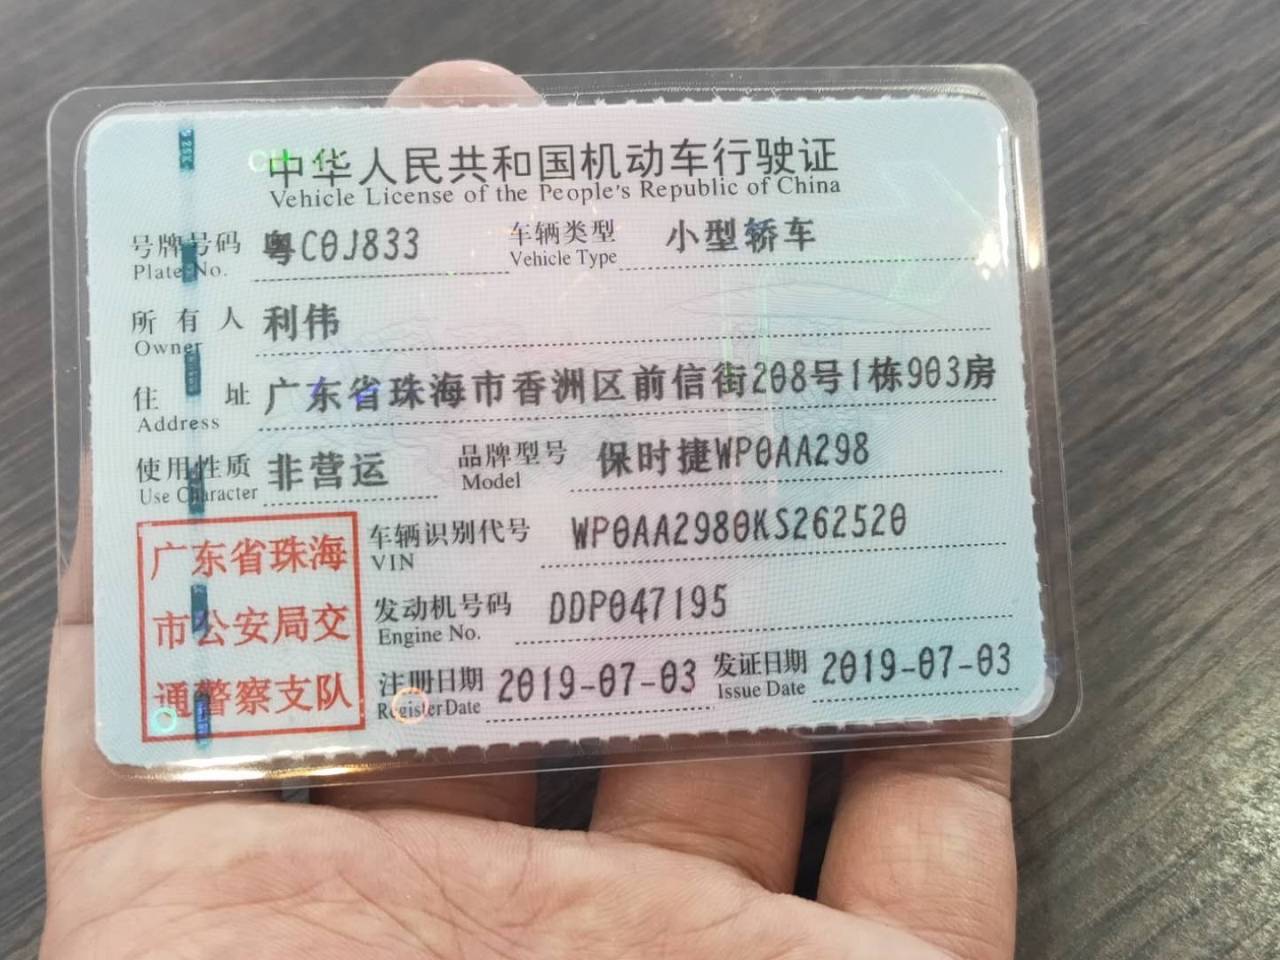 中华人民共和国机动车行驶证
Vehicle License of the People's Republic of China
号牌号码 粤C0J833 车辆类型 小型轿车
Plate No. Vehicle Type
所有人 利伟
Owner
住址 广东省珠海市香洲区前信街208号1栋903房
Address
使用性质 非营运 品牌型号 保时捷WP0AA298
Use Character Model
车辆识别代号 WP0AA2980KS262520
VIN
发动机号码 DDP047195
Engine No.
注册日期 2019-07-03 发证日期 2019-07-03
Register Date Issue Date
广东省珠海
市公安局交
通警察支队